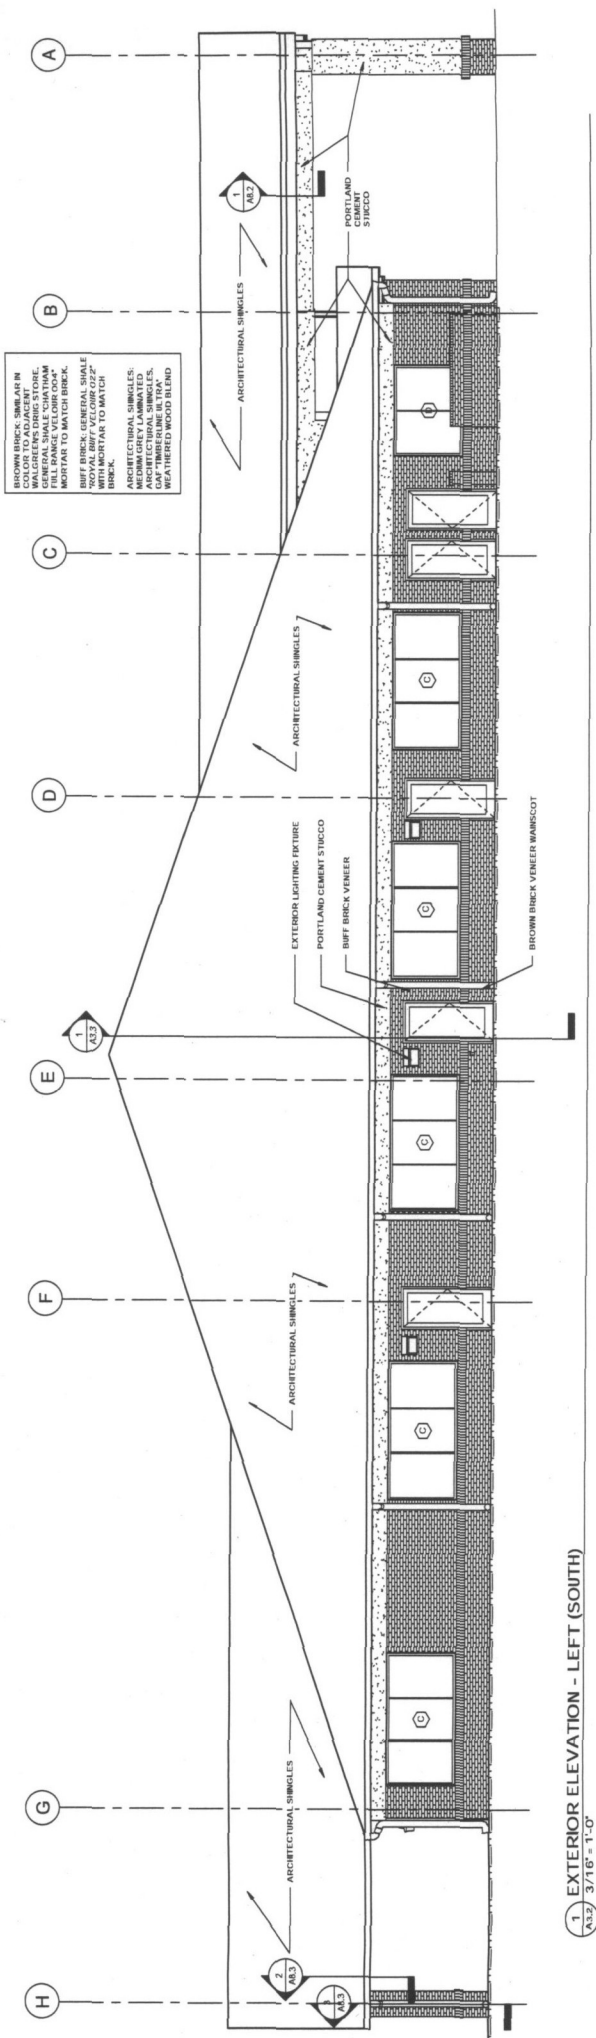 H
G
F
E
D
C
B
A
BROWN BRICK: SIMILAR IN
COLOR TO ADJACENT
WALGREENS DRUG STORE,
GENERAL SHALE "CHATHAM
FULL RANGE VELOUR 004"
MORTAR TO MATCH BRICK.
BUFF BRICK: GENERAL SHALE
"ROYAL BUFF VELOUR 022"
WITH MORTAR TO MATCH
BRICK.
ARCHITECTURAL SHINGLES:
MEDIUM GREY LAMINATED
ARCHITECTURAL SHINGLES,
GAF "TIMBERLINE ULTRA"
WEATHERED WOOD BLEND
1
A3.3
1
A8.2
ARCHITECTURAL SHINGLES
ARCHITECTURAL SHINGLES
ARCHITECTURAL SHINGLES
ARCHITECTURAL SHINGLES
2
A8.3
3
A8.3
EXTERIOR LIGHTING FIXTURE
PORTLAND CEMENT STUCCO
BUFF BRICK VENEER
PORTLAND
CEMENT
STUCCO
C
C
C
C
C
D
BROWN BRICK VENEER WAINSCOT
1
A3.2
EXTERIOR ELEVATION - LEFT (SOUTH)
3/16" = 1'-0"